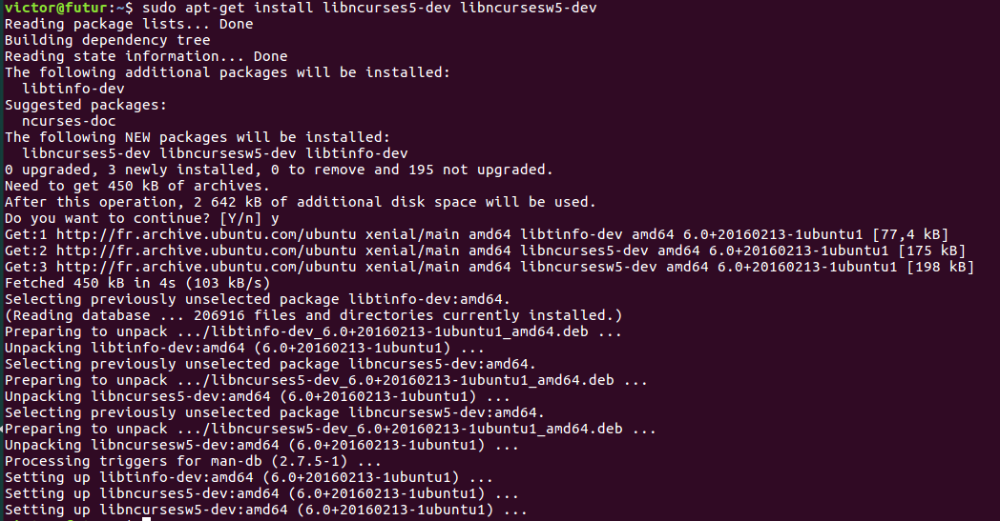 victor@futur:~$ sudo apt-get install libncurses5-dev libncursesw5-dev
Reading package lists... Done
Building dependency tree
Reading state information... Done
The following additional packages will be installed:
  libtinfo-dev
Suggested packages:
  ncurses-doc
The following NEW packages will be installed:
  libncurses5-dev libncursesw5-dev libtinfo-dev
0 upgraded, 3 newly installed, 0 to remove and 195 not upgraded.
Need to get 450 kB of archives.
After this operation, 2 642 kB of additional disk space will be used.
Do you want to continue? [Y/n] y
Get:1 http://fr.archive.ubuntu.com/ubuntu xenial/main amd64 libtinfo-dev amd64 6.0+20160213-1ubuntu1 [77,4 kB]
Get:2 http://fr.archive.ubuntu.com/ubuntu xenial/main amd64 libncurses5-dev amd64 6.0+20160213-1ubuntu1 [175 kB]
Get:3 http://fr.archive.ubuntu.com/ubuntu xenial/main amd64 libncursesw5-dev amd64 6.0+20160213-1ubuntu1 [198 kB]
Fetched 450 kB in 4s (103 kB/s)
Selecting previously unselected package libtinfo-dev:amd64.
(Reading database ... 206916 files and directories currently installed.)
Preparing to unpack .../libtinfo-dev_6.0+20160213-1ubuntu1_amd64.deb ...
Unpacking libtinfo-dev:amd64 (6.0+20160213-1ubuntu1) ...
Selecting previously unselected package libncurses5-dev:amd64.
Preparing to unpack .../libncurses5-dev_6.0+20160213-1ubuntu1_amd64.deb ...
Unpacking libncurses5-dev:amd64 (6.0+20160213-1ubuntu1) ...
Selecting previously unselected package libncursesw5-dev:amd64.
Preparing to unpack .../libncursesw5-dev_6.0+20160213-1ubuntu1_amd64.deb ...
Unpacking libncursesw5-dev:amd64 (6.0+20160213-1ubuntu1) ...
Processing triggers for man-db (2.7.5-1) ...
Setting up libtinfo-dev:amd64 (6.0+20160213-1ubuntu1) ...
Setting up libncurses5-dev:amd64 (6.0+20160213-1ubuntu1) ...
Setting up libncursesw5-dev:amd64 (6.0+20160213-1ubuntu1) ...